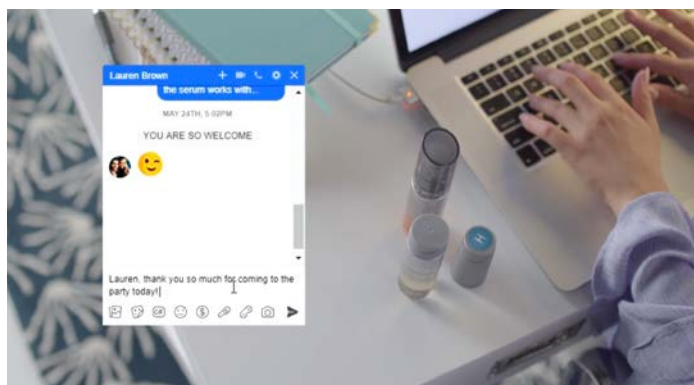 Lauren Brown
the serum works with...
MAY 24TH, 5:02PM
YOU ARE SO WELCOME
Lauren, thank you so much for coming to the
party today!
GIF
H